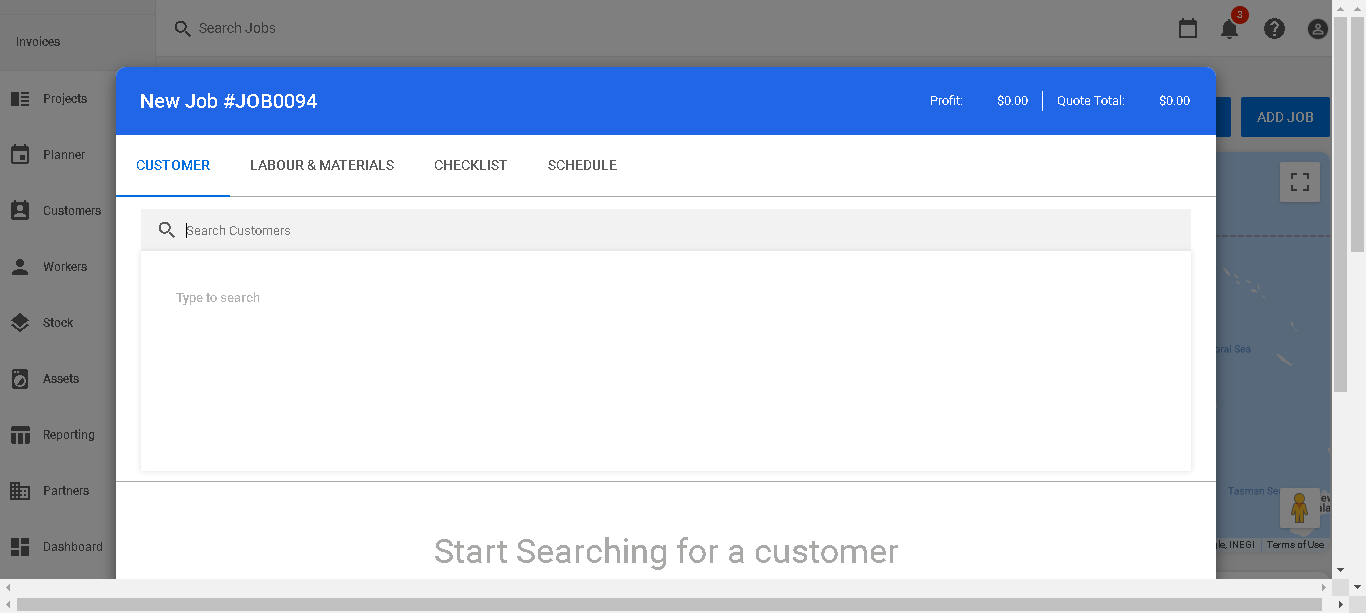 Invoices
Search Jobs
3
Projects
Planner
Customers
Workers
Stock
Assets
Reporting
Partners
Dashboard
New Job #JOB0094
Profit: $0.00 Quote Total: $0.00
ADD JOB
CUSTOMER LABOUR & MATERIALS CHECKLIST SCHEDULE
Search Customers
Type to search
Start Searching for a customer
oral Sea
Tasman Se
gle, INEGI Terms of Use